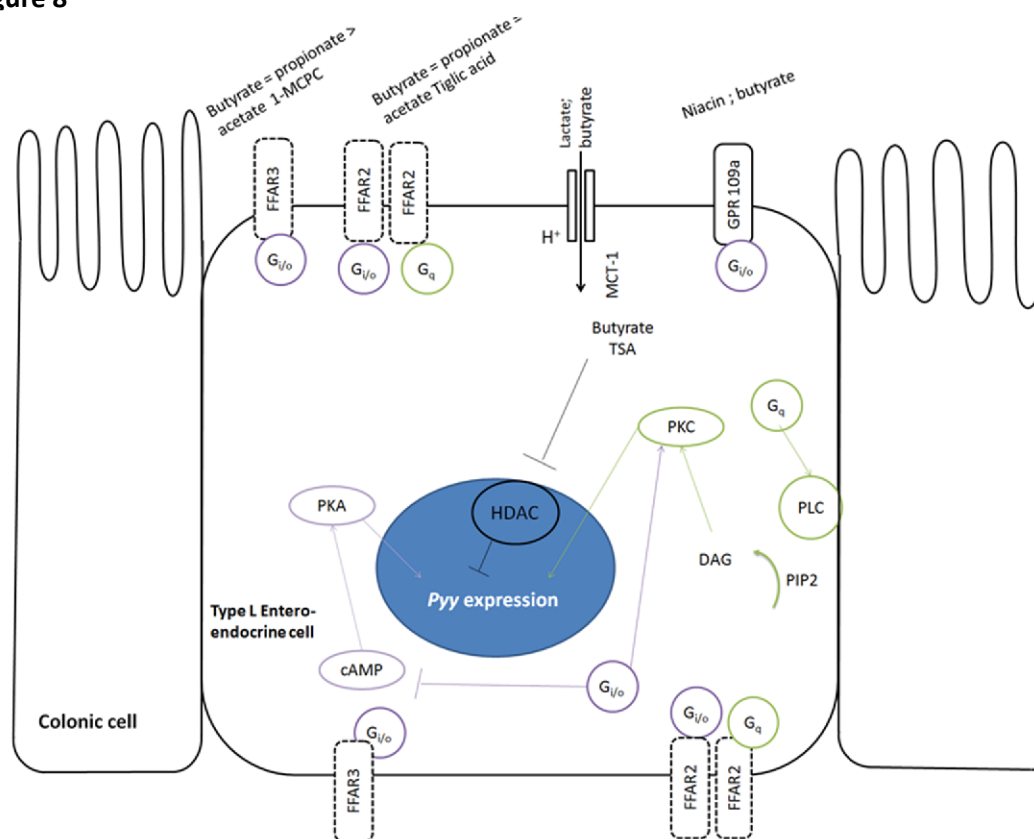 Butyrate = propionate >
acetate 1-MCPC
Butyrate = propionate =
acetate Tiglic acid
Lactate;
butyrate
Niacin ; butyrate
FFAR3
FFAR2
FFAR2
GPR 109a
Gi/o
Gi/o
Gq
H+
MCT-1
Gi/o
Butyrate
TSA
Gq
PKC
PKA
HDAC
PLC
DAG
PIP2
Pyy expression
Type L Entero-
endocrine cell
cAMP
Gi/o
Colonic cell
Gi/o
Gi/o
Gq
FFAR3
FFAR2
FFAR2